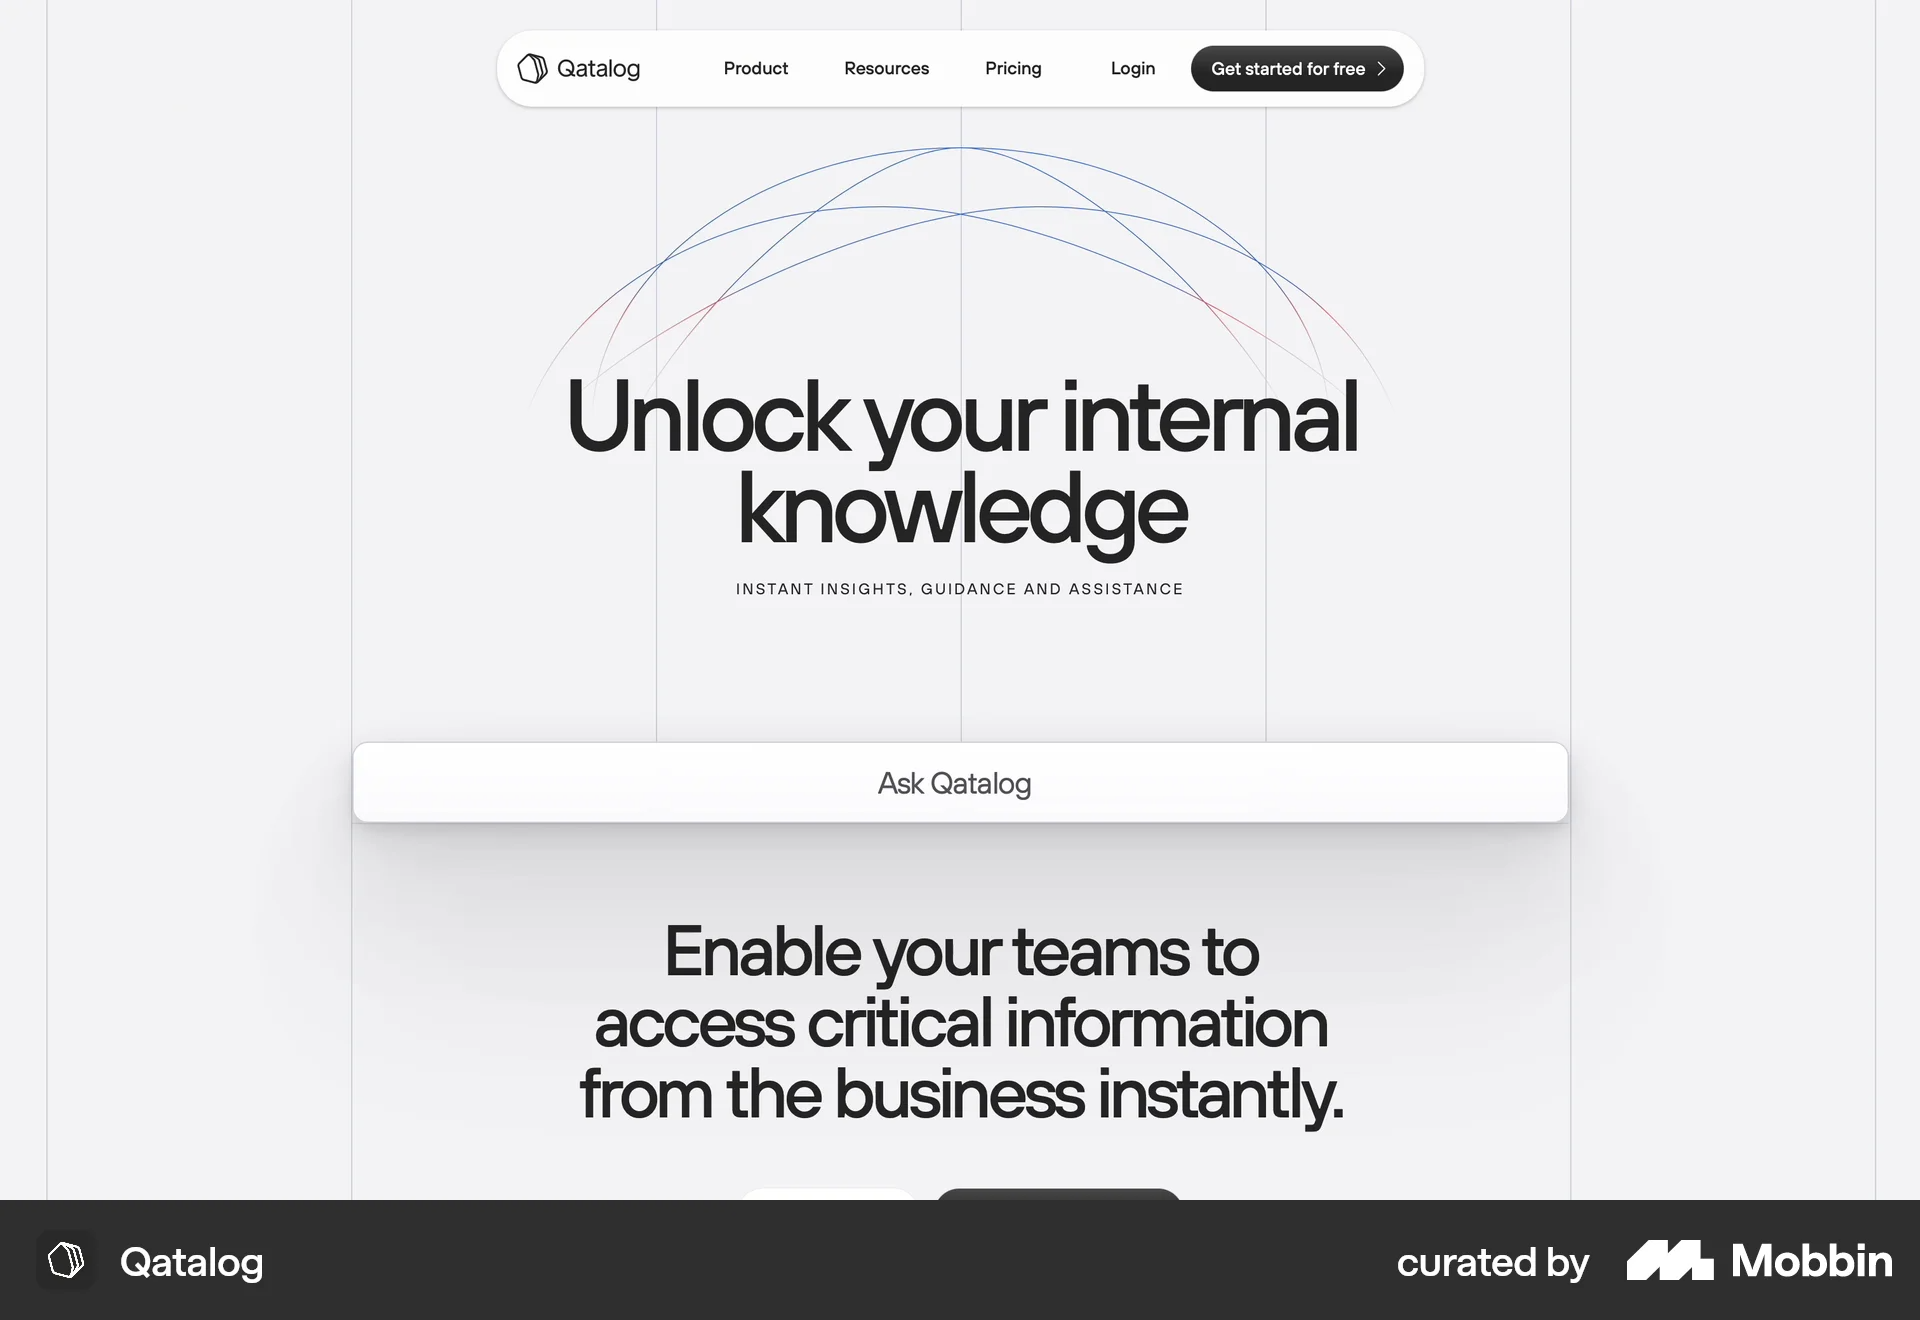 Qatalog
Product
Resources
Pricing
Login
Get started for free
Unlock your internal
knowledge
INSTANT INSIGHTS, GUIDANCE AND ASSISTANCE
Ask Qatalog
Enable your teams to
access critical information
from the business instantly.
Qatalog
curated by Mobbin